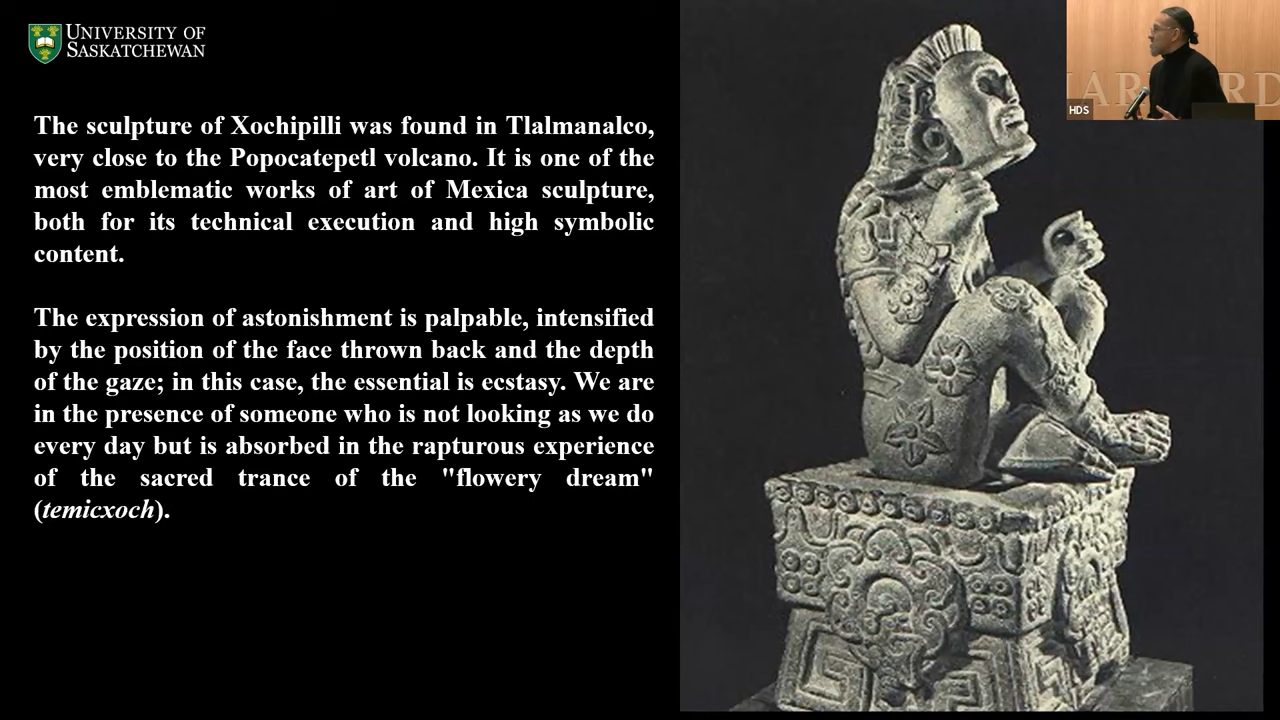 UNIVERSITY OF
SASKATCHEWAN
The sculpture of Xochipilli was found in Tlalmanalco,
very close to the Popocatepetl volcano. It is one of the
most emblematic works of art of Mexica sculpture,
both for its technical execution and high symbolic
content.
The expression of astonishment is palpable, intensified
by the position of the face thrown back and the depth
of the gaze; in this case, the essential is ecstasy. We are
in the presence of someone who is not looking as we do
every day but is absorbed in the rapturous experience
of the sacred trance of the "flowery dream"
(temicxoch).
HDS